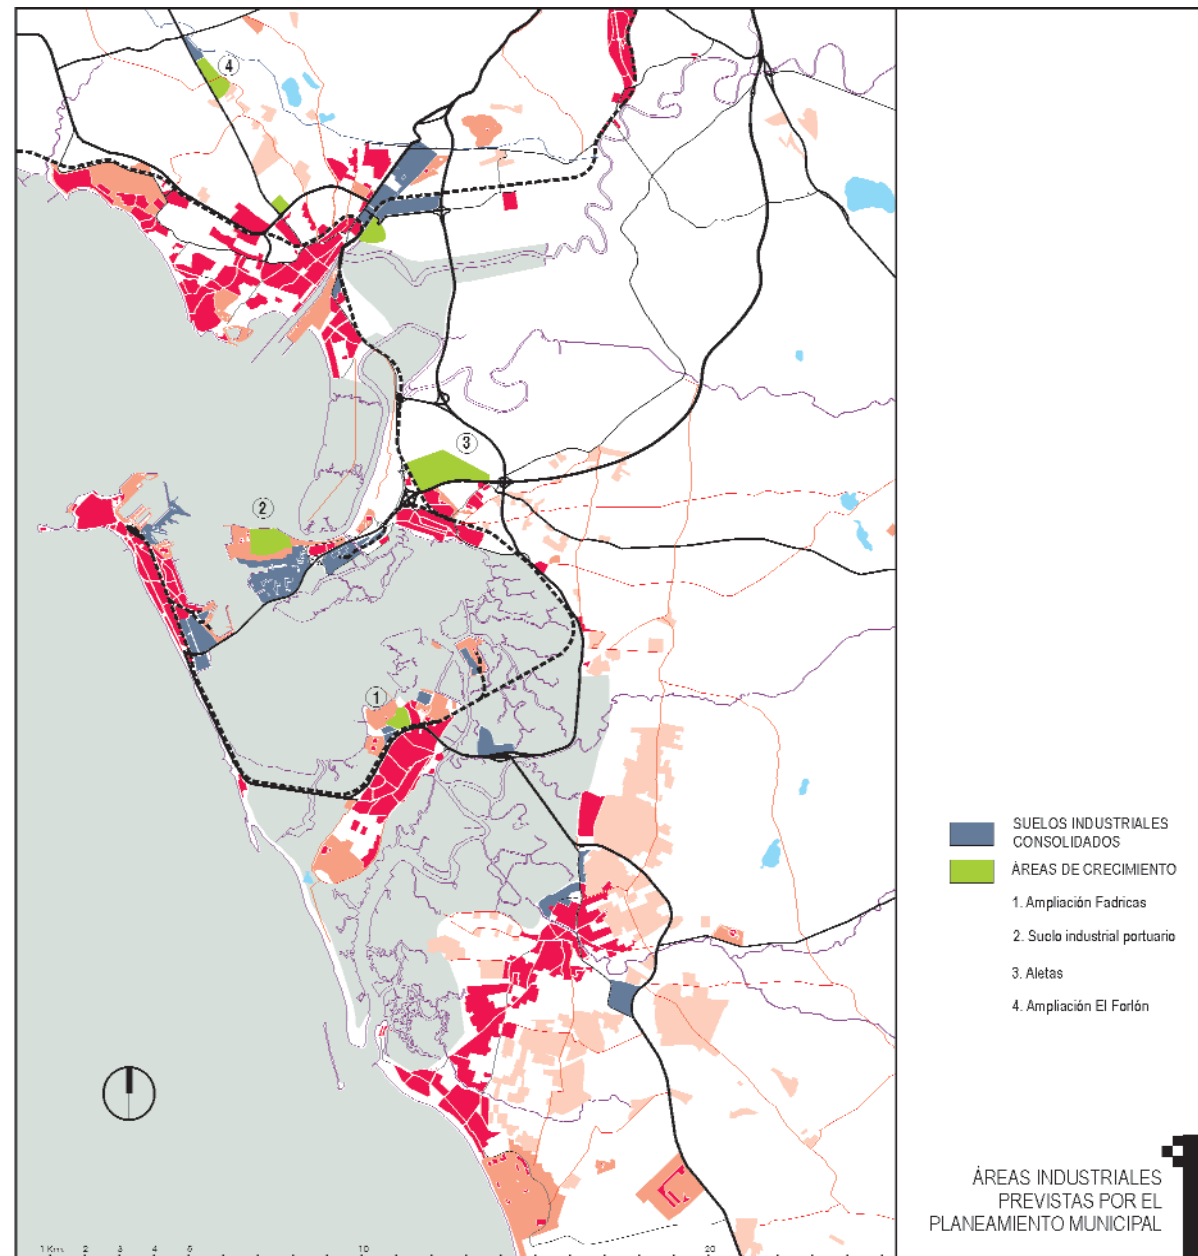 4
3
2
1
SUELOS INDUSTRIALES
CONSOLIDADOS
ÁREAS DE CRECIMIENTO
1. Ampliación Fadricas
2. Suelo industrial portuario
3. Aletas
4. Ampliación El Forlón
ÁREAS INDUSTRIALES
PREVISTAS POR EL
PLANEAMIENTO MUNICIPAL
1 Km. 2 3 4 5 10 20